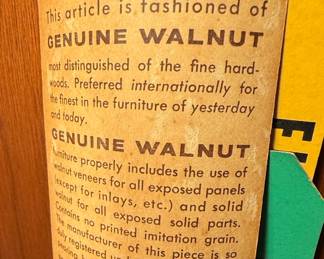 This article is fashioned of
GENUINE WALNUT
most distinguished of the fine hard-
woods. Preferred internationally for
the finest in the furniture of yesterday
and today.
GENUINE WALNUT
furniture properly includes the use of
walnut veneers for all exposed panels
(except for inlays, etc.) and solid
walnut for all exposed solid parts.
Contains no printed imitation grain.
The manufacturer of this piece is so
duly registered